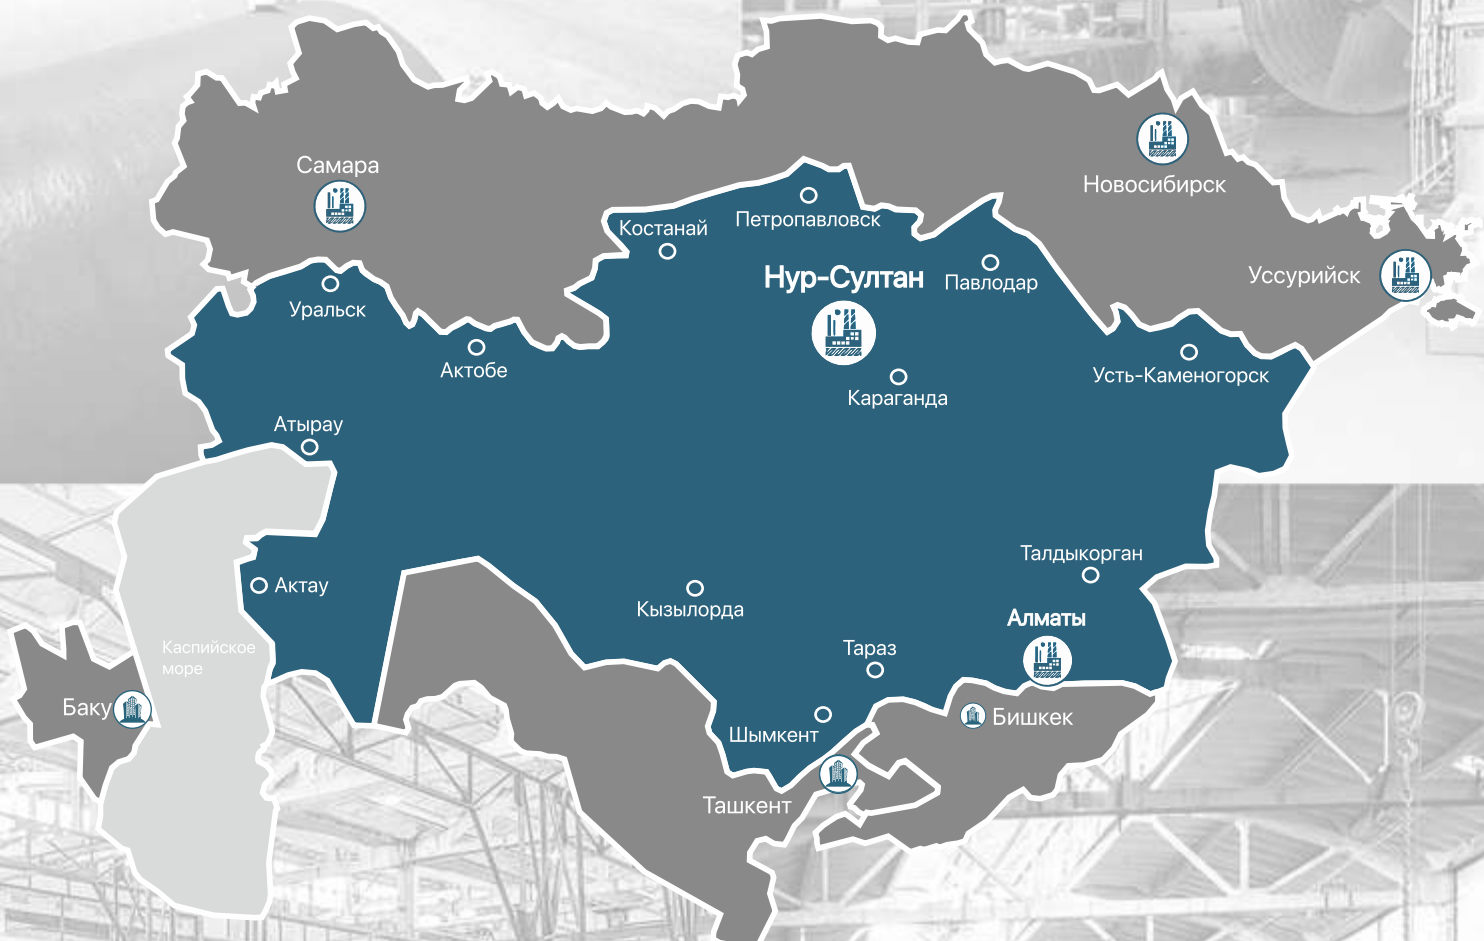 Самара
Новосибирск
Костанай
Петропавловск
Нур-Султан
Павлодар
Уссурийск
Уральск
Актобе
Караганда
Усть-Каменогорск
Атырау
Талдыкорган
Актау
Кызылорда
Алматы
Каспийское
море
Тараз
Баку
Бишкек
Шымкент
Ташкент